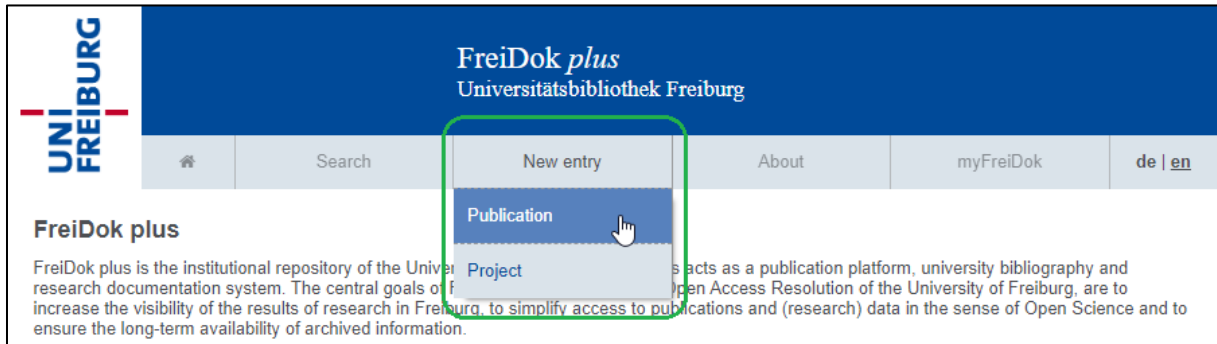 UNI
FREIBURG
FreiDok plus
Universitätsbibliothek Freiburg
Search
New entry
About
myFreiDok
de | en
Publication
Project
FreiDok plus
FreiDok plus is the institutional repository of the Univer s acts as a publication platform, university bibliography and
research documentation system. The central goals of F Open Access Resolution of the University of Freiburg, are to
increase the visibility of the results of research in Freiburg, to simplify access to publications and (research) data in the sense of Open Science and to
ensure the long-term availability of archived information.